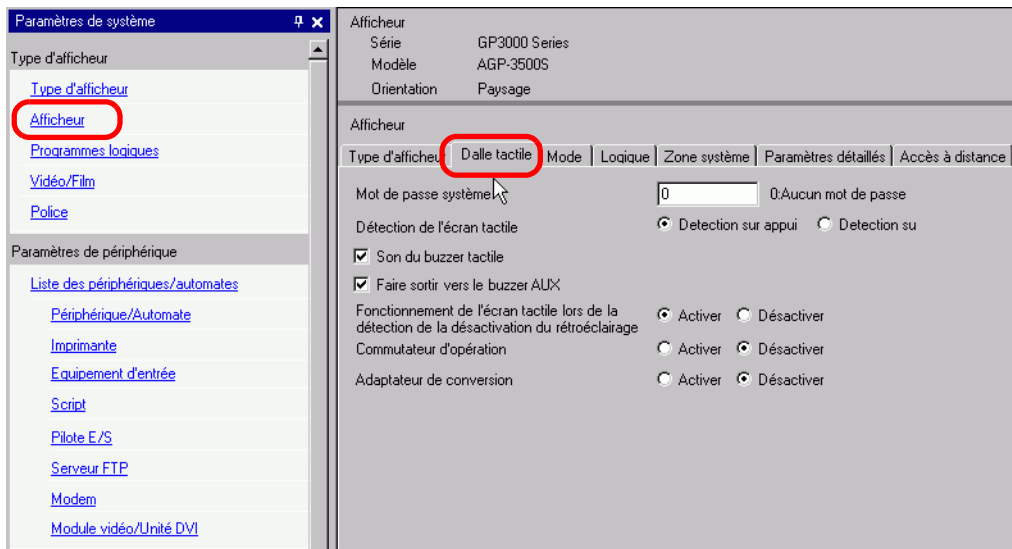 Paramètres de système
Type d'afficheur
Type d'afficheur
Afficheur
Programmes logiques
Vidéo/Film
Police
Paramètres de périphérique
Liste des périphériques/automates
Périphérique/Automate
Imprimante
Equipement d'entrée
Script
Pilote E/S
Serveur FTP
Modem
Module vidéo/Unité DVI
Afficheur
Série GP3000 Series
Modèle AGP-3500S
Orientation Paysage
Afficheur
Type d'afficheur Dalle tactile Mode Logique Zone système Paramètres détaillés Accès à distance
Mot de passe système 0 0:Aucun mot de passe
Détection de l'écran tactile Detection sur appui Detection su
Son du buzzer tactile
Faire sortir vers le buzzer AUX
Fonctionnement de l'écran tactile lors de la
détection de la désactivation du rétroéclairage Activer Désactiver
Commutateur d'opération Activer Désactiver
Adaptateur de conversion Activer Désactiver